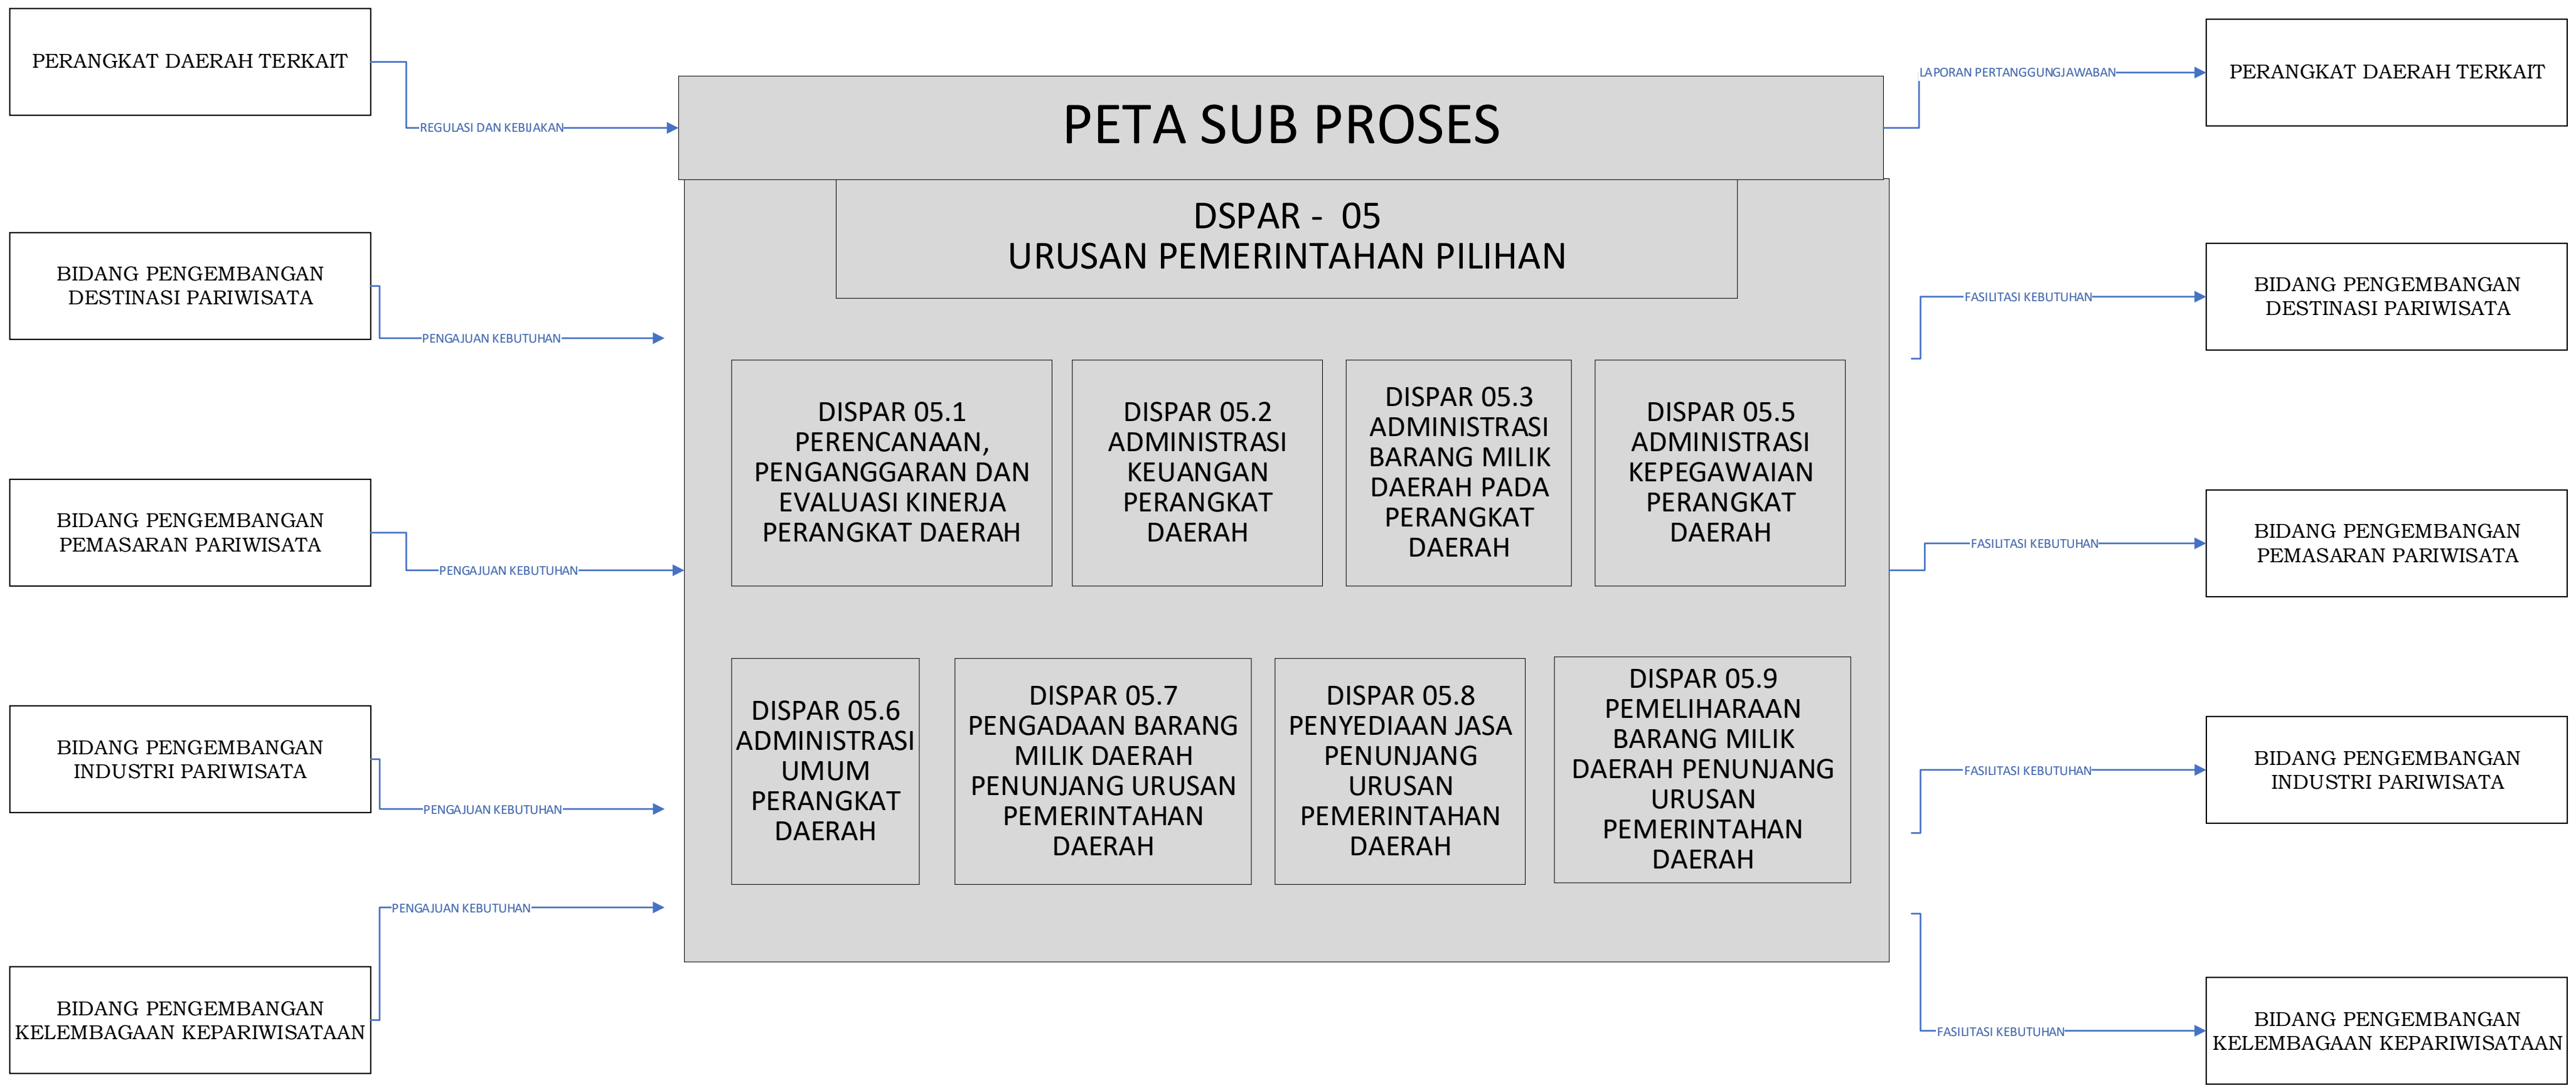 PERANGKAT DAERAH TERKAIT
REGULASI DAN KEBIJAKAN
BIDANG PENGEMBANGAN
DESTINASI PARIWISATA
PENGAJUAN KEBUTUHAN
BIDANG PENGEMBANGAN
PEMASARAN PARIWISATA
PENGAJUAN KEBUTUHAN
BIDANG PENGEMBANGAN
INDUSTRI PARIWISATA
PENGAJUAN KEBUTUHAN
PENGAJUAN KEBUTUHAN
BIDANG PENGEMBANGAN
KELEMBAGAAN KEPARIWISATAAN
PETA SUB PROSES
DSPAR - 05
URUSAN PEMERINTAHAN PILIHAN
DISPAR 05.1
PERENCANAAN,
PENGANGGARAN DAN
EVALUASI KINERJA
PERANGKAT DAERAH
DISPAR 05.2
ADMINISTRASI
KEUANGAN
PERANGKAT
DAERAH
DISPAR 05.3
ADMINISTRASI
BARANG MILIK
DAERAH PADA
PERANGKAT
DAERAH
DISPAR 05.5
ADMINISTRASI
KEPEGAWAIAN
PERANGKAT
DAERAH
DISPAR 05.6
ADMINISTRASI
UMUM
PERANGKAT
DAERAH
DISPAR 05.7
PENGADAAN BARANG
MILIK DAERAH
PENUNJANG URUSAN
PEMERINTAHAN
DAERAH
DISPAR 05.8
PENYEDIAAN JASA
PENUNJANG
URUSAN
PEMERINTAHAN
DAERAH
DISPAR 05.9
PEMELIHARAAN
BARANG MILIK
DAERAH PENUNJANG
URUSAN
PEMERINTAHAN
DAERAH
LAPORAN PERTANGGUNGJAWABAN
PERANGKAT DAERAH TERKAIT
FASILITASI KEBUTUHAN
BIDANG PENGEMBANGAN
DESTINASI PARIWISATA
FASILITASI KEBUTUHAN
BIDANG PENGEMBANGAN
PEMASARAN PARIWISATA
FASILITASI KEBUTUHAN
BIDANG PENGEMBANGAN
INDUSTRI PARIWISATA
FASILITASI KEBUTUHAN
BIDANG PENGEMBANGAN
KELEMBAGAAN KEPARIWISATAAN